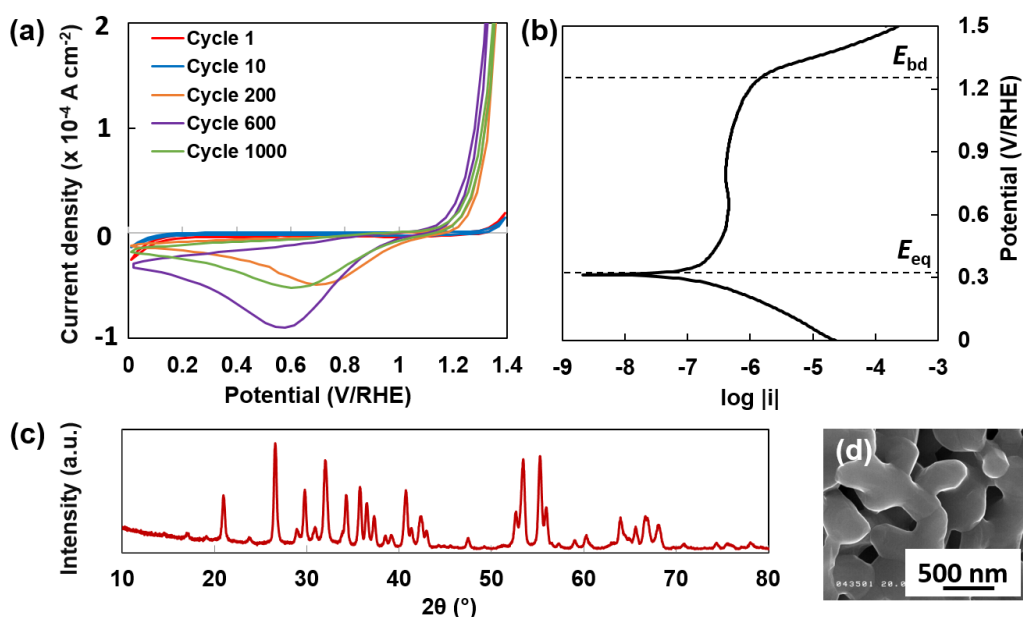 (a)
Current density (x 10⁻⁴ A cm⁻²)
2
1
0
-1
Cycle 1
Cycle 10
Cycle 200
Cycle 600
Cycle 1000
0 0.2 0.4 0.6 0.8 1 1.2 1.4
Potential (V/RHE)
(b)
E_bd
E_eq
1.5
1.2
0.9
0.6
0.3
0
Potential (V/RHE)
-9 -8 -7 -6 -5 -4 -3
log |i|
(c)
Intensity (a.u.)
10 20 30 40 50 60 70 80
2θ (°)
(d)
043501 20.0
500 nm